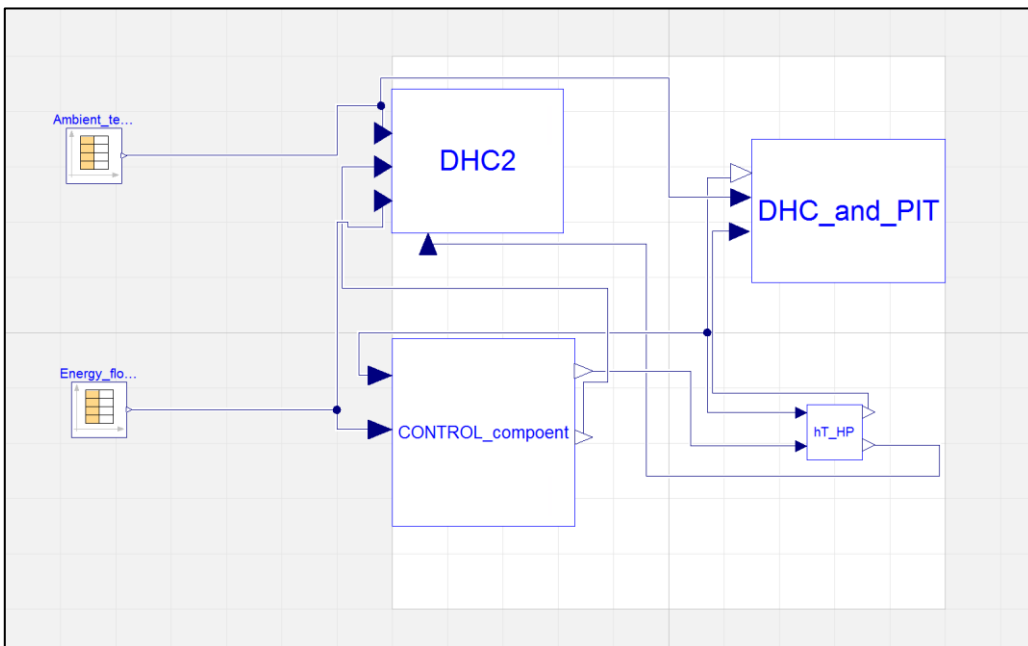 Ambient_te...
DHC2
DHC_and_PIT
Energy_flo...
CONTROL_compoent
hT_HP